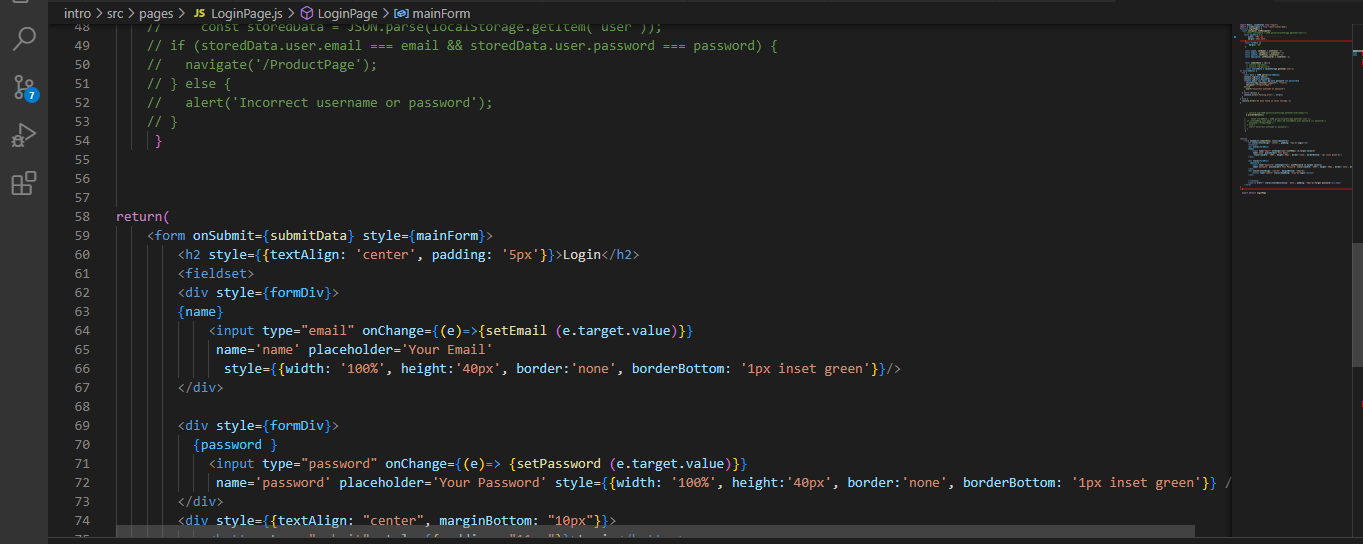 intro > src > pages > JS LoginPage.js > LoginPage > mainForm
48 // const storedData = JSON.parse(localStorage.getItem( user ));
49 // if (storedData.user.email === email && storedData.user.password === password) {
50 // navigate('/ProductPage');
51 // } else {
52 // alert('Incorrect username or password');
53 // }
54 }
55
56
57
58 return(
59 <form onSubmit={submitData} style={mainForm}>
60 <h2 style={{textAlign: 'center', padding: '5px'}}>Login</h2>
61 <fieldset>
62 <div style={formDiv}>
63 {name}
64 <input type="email" onChange={(e)=>{setEmail (e.target.value)}}
65 name='name' placeholder='Your Email'
66 style={{width: '100%', height:'40px', border:'none', borderBottom: '1px inset green'}}/>
67 </div>
68
69 <div style={formDiv}>
70 {password }
71 <input type="password" onChange={(e)=> {setPassword (e.target.value)}}
72 name='password' placeholder='Your Password' style={{width: '100%', height:'40px', border:'none', borderBottom: '1px inset green'}} /
73 </div>
74 <div style={{textAlign: "center", marginBottom: "10px"}}>
7